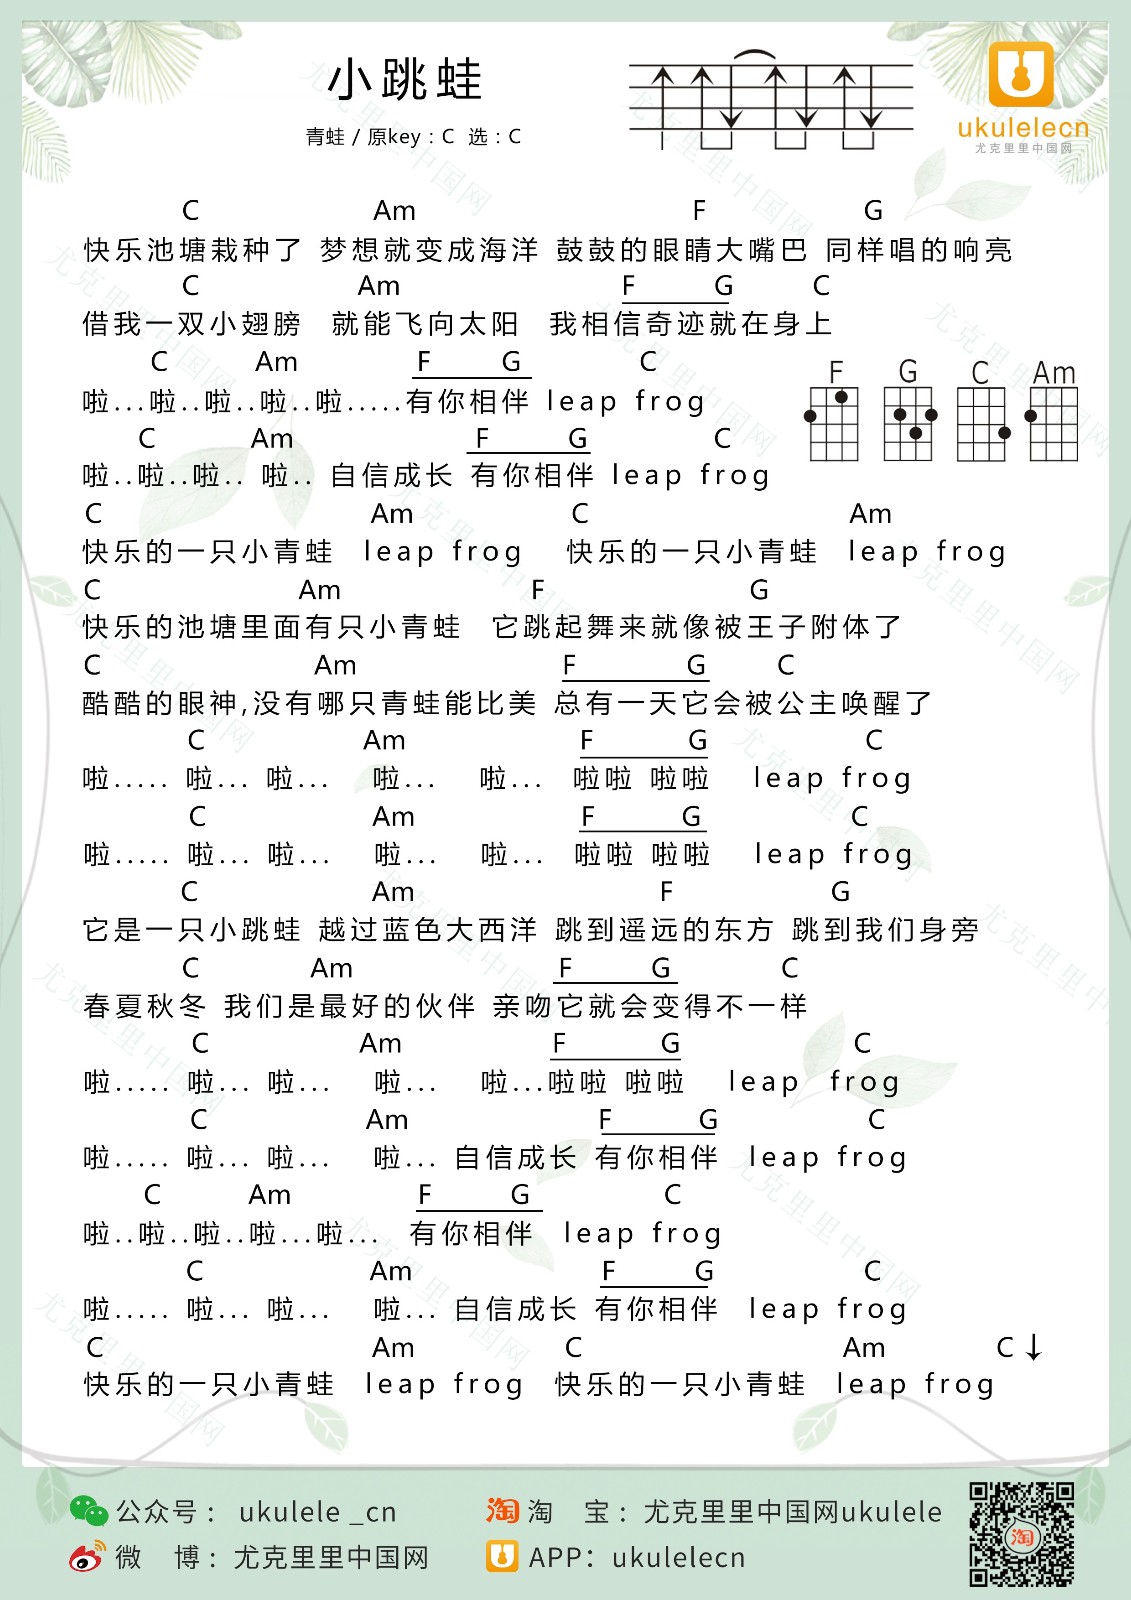 小跳蛙
青蛙 / 原key：C  选：C
ukulelecn
尤克里里中国网
C Am F G
快乐池塘栽种了 梦想就变成海洋 鼓鼓的眼睛大嘴巴 同样唱的响亮
C Am F G C
借我一双小翅膀 就能飞向太阳 我相信奇迹就在身上
C Am F G C
啦...啦..啦..啦..啦.....有你相伴 leap frog
F G C Am
C Am F G C
啦..啦..啦.. 啦.. 自信成长 有你相伴 leap frog
C Am C Am
快乐的一只小青蛙 leap frog 快乐的一只小青蛙 leap frog
C Am F G
快乐的池塘里面有只小青蛙 它跳起舞来就像被王子附体了
C Am F G C
酷酷的眼神,没有哪只青蛙能比美 总有一天它会被公主唤醒了
C Am F G C
啦..... 啦... 啦... 啦... 啦... 啦啦 啦啦 leap frog
C Am F G C
啦..... 啦... 啦... 啦... 啦... 啦啦 啦啦 leap frog
C Am F G
它是一只小跳蛙 越过蓝色大西洋 跳到遥远的东方 跳到我们身旁
C Am F G C
春夏秋冬 我们是最好的伙伴 亲吻它就会变得不一样
C Am F G C
啦..... 啦... 啦... 啦... 啦...啦啦 啦啦 leap frog
C Am F G C
啦..... 啦... 啦... 啦... 自信成长 有你相伴 leap frog
C Am F G C
啦..啦..啦..啦...啦... 有你相伴 leap frog
C Am F G C
啦..... 啦... 啦... 啦... 自信成长 有你相伴 leap frog
C Am C Am C↓
快乐的一只小青蛙 leap frog 快乐的一只小青蛙 leap frog
公众号： ukulele _cn
淘 淘 宝：尤克里里中国网ukulele
微 博：尤克里里中国网
APP：ukulelecn
淘